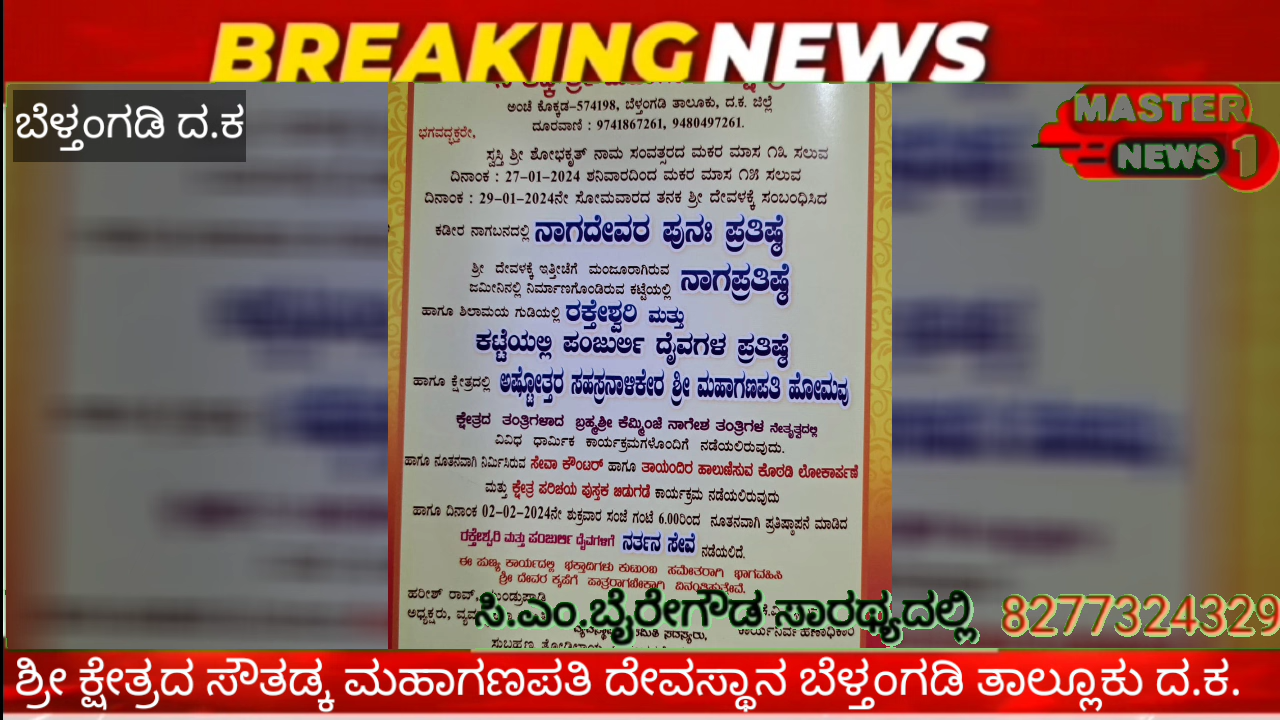 BREAKING NEWS
ಬೆಳ್ತಂಗಡಿ ದ.ಕ
MASTER
NEWS 1
ಅಂಚೆ ಕೊಕ್ಕಡ–574198, ಬೆಳ್ತಂಗಡಿ ತಾಲೂಕು, ದ.ಕ. ಜಿಲ್ಲೆ
ದೂರವಾಣಿ : 9741867261, 9480497261.
ಭಗವದ್ಭಕ್ತರೇ,
ಸ್ವಸ್ತಿ ಶ್ರೀ ಶೋಭಕೃತ್ ನಾಮ ಸಂವತ್ಸರದ ಮಕರ ಮಾಸ ೧೩ ಸಲುವ
ದಿನಾಂಕ : 27-01-2024 ಶನಿವಾರದಿಂದ ಮಕರ ಮಾಸ ೧೫ ಸಲುವ
ದಿನಾಂಕ : 29-01-2024ನೇ ಸೋಮವಾರದ ತನಕ ಶ್ರೀ ದೇವಳಕ್ಕೆ ಸಂಬಂಧಿಸಿದ
ಕಡೀರ ನಾಗಬನದಲ್ಲಿ ನಾಗದೇವರ ಪುನಃ ಪ್ರತಿಷ್ಠೆ
ಶ್ರೀ ದೇವಳಕ್ಕೆ ಇತ್ತೀಚೆಗೆ ಮಂಜೂರಾಗಿರುವ
ಜಮೀನಿನಲ್ಲಿ ನಿರ್ಮಾಣಗೊಂಡಿರುವ ಕಟ್ಟೆಯಲ್ಲಿ ನಾಗಪ್ರತಿಷ್ಠೆ
ಹಾಗೂ ಶಿಲಾಮಯ ಗುಡಿಯಲ್ಲಿ ರಕ್ತೇಶ್ವರಿ ಮತ್ತು
ಕಟ್ಟೆಯಲ್ಲಿ ಪಂಜುರ್ಲಿ ದೈವಗಳ ಪ್ರತಿಷ್ಠೆ
ಹಾಗೂ ಕ್ಷೇತ್ರದಲ್ಲಿ ಅಷ್ಟೋತ್ತರ ಸಹಸ್ರನಾಳಿಕೇರ ಶ್ರೀ ಮಹಾಗಣಪತಿ ಹೋಮವು
ಕ್ಷೇತ್ರದ ತಂತ್ರಿಗಳಾದ ಬ್ರಹ್ಮಶ್ರೀ ಕೆಮ್ಮಿಂಜೆ ನಾಗೇಶ ತಂತ್ರಿಗಳ ನೇತೃತ್ವದಲ್ಲಿ
ವಿವಿಧ ಧಾರ್ಮಿಕ ಕಾರ್ಯಕ್ರಮಗಳೊಂದಿಗೆ ನಡೆಯಲಿರುವುದು.
ಹಾಗೂ ನೂತನವಾಗಿ ನಿರ್ಮಿಸಿರುವ ಸೇವಾ ಕೌಂಟರ್ ಹಾಗೂ ತಾಯಂದಿರ ಹಾಲುಣಿಸುವ ಕೊಠಡಿ ಲೋಕಾರ್ಪಣೆ
ಮತ್ತು ಕ್ಷೇತ್ರ ಪರಿಚಯ ಪುಸ್ತಕ ಬಿಡುಗಡೆ ಕಾರ್ಯಕ್ರಮ ನಡೆಯಲಿರುವುದು
ಹಾಗೂ ದಿನಾಂಕ 02-02-2024ನೇ ಶುಕ್ರವಾರ ಸಂಜೆ ಗಂಟೆ 6.00ರಿಂದ ನೂತನವಾಗಿ ಪ್ರತಿಷ್ಠಾಪನೆ ಮಾಡಿದ
ರಕ್ತೇಶ್ವರಿ ಮತ್ತು ಪಂಜುರ್ಲಿ ದೈವಗಳಿಗೆ ನರ್ತನ ಸೇವೆ ನಡೆಯಲಿದೆ.
ಈ ಪುಣ್ಯ ಕಾರ್ಯದಲ್ಲಿ ಭಕ್ತಾದಿಗಳು ಕುಟುಂಬ ಸಮೇತರಾಗಿ ಭಾಗವಹಿಸಿ
ಶ್ರೀ ದೇವರ ಕೃಪೆಗೆ ಪಾತ್ರರಾಗಬೇಕಾಗಿ ವಿನಂತಿಸುತ್ತೇವೆ.
ಹರೀಶ್ ರಾವ್,
ಅಧ್ಯಕ್ಷರು,
ಕಾರ್ಯನಿರ್ವಹಣಾಧಿಕಾರಿ
ಸಿ.ಎಂ.ಬೈರೇಗೌಡ ಸಾರಥ್ಯದಲ್ಲಿ 8277324329
ಶ್ರೀ ಕ್ಷೇತ್ರದ ಸೌತಡ್ಕ ಮಹಾಗಣಪತಿ ದೇವಸ್ಥಾನ ಬೆಳ್ತಂಗಡಿ ತಾಲ್ಲೂಕು ದ.ಕ.